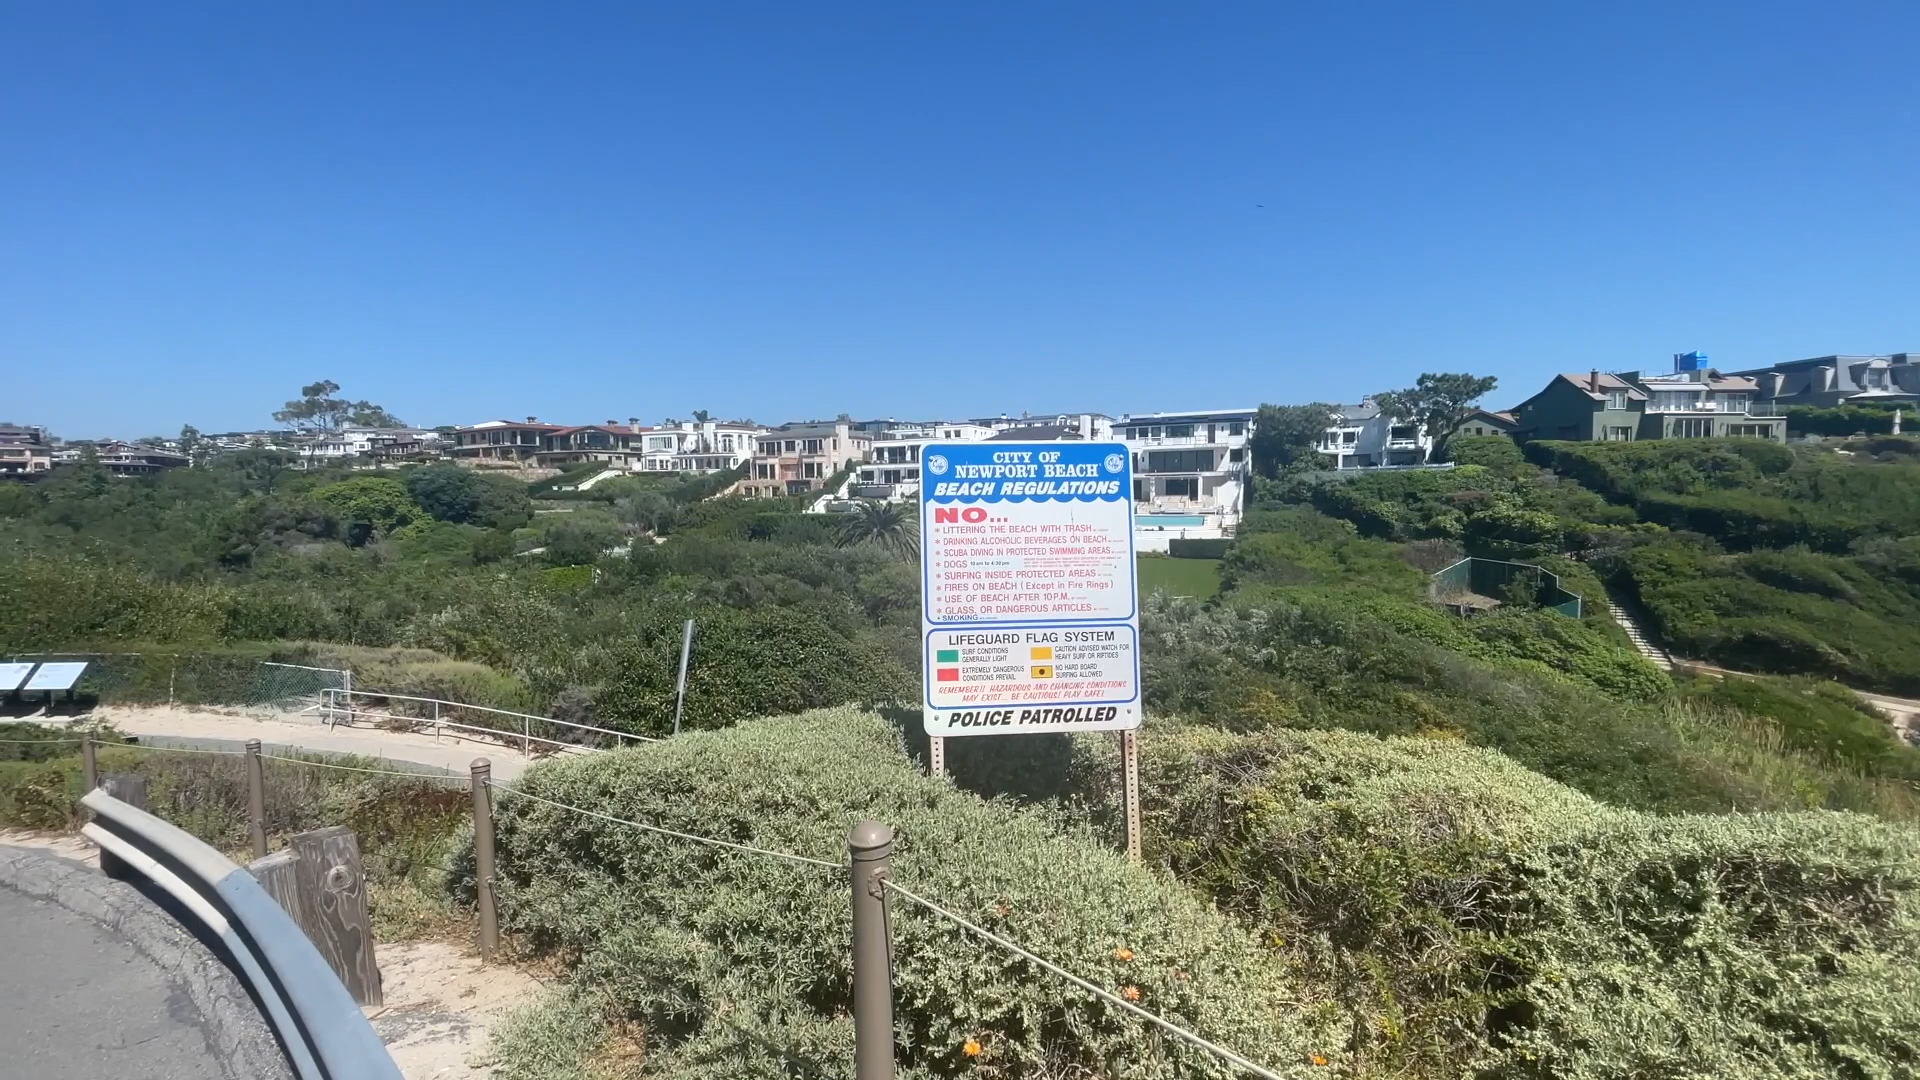 CITY OF
NEWPORT BEACH
BEACH REGULATIONS
NO...
* LITTERING THE BEACH WITH TRASH
* DRINKING ALCOHOLIC BEVERAGES ON BEACH
* SCUBA DIVING IN PROTECTED SWIMMING AREAS
* DOGS 10am to 4:30pm
* SURFING INSIDE PROTECTED AREAS
* FIRES ON BEACH (Except in Fire Rings)
* USE OF BEACH AFTER 10 P.M.
* GLASS, OR DANGEROUS ARTICLES
* SMOKING
LIFEGUARD FLAG SYSTEM
SURF CONDITIONS
GENERALLY LIGHT
CAUTION ADVISED WATCH FOR
HEAVY SURF OR RIPTIDES
EXTREMELY DANGEROUS
CONDITIONS PREVAIL
NO HARD BOARD
SURFING ALLOWED
REMEMBER!! HAZARDOUS AND CHANGING CONDITIONS
MAY EXIST... BE CAUTIOUS! PLAY SAFE!
POLICE PATROLLED